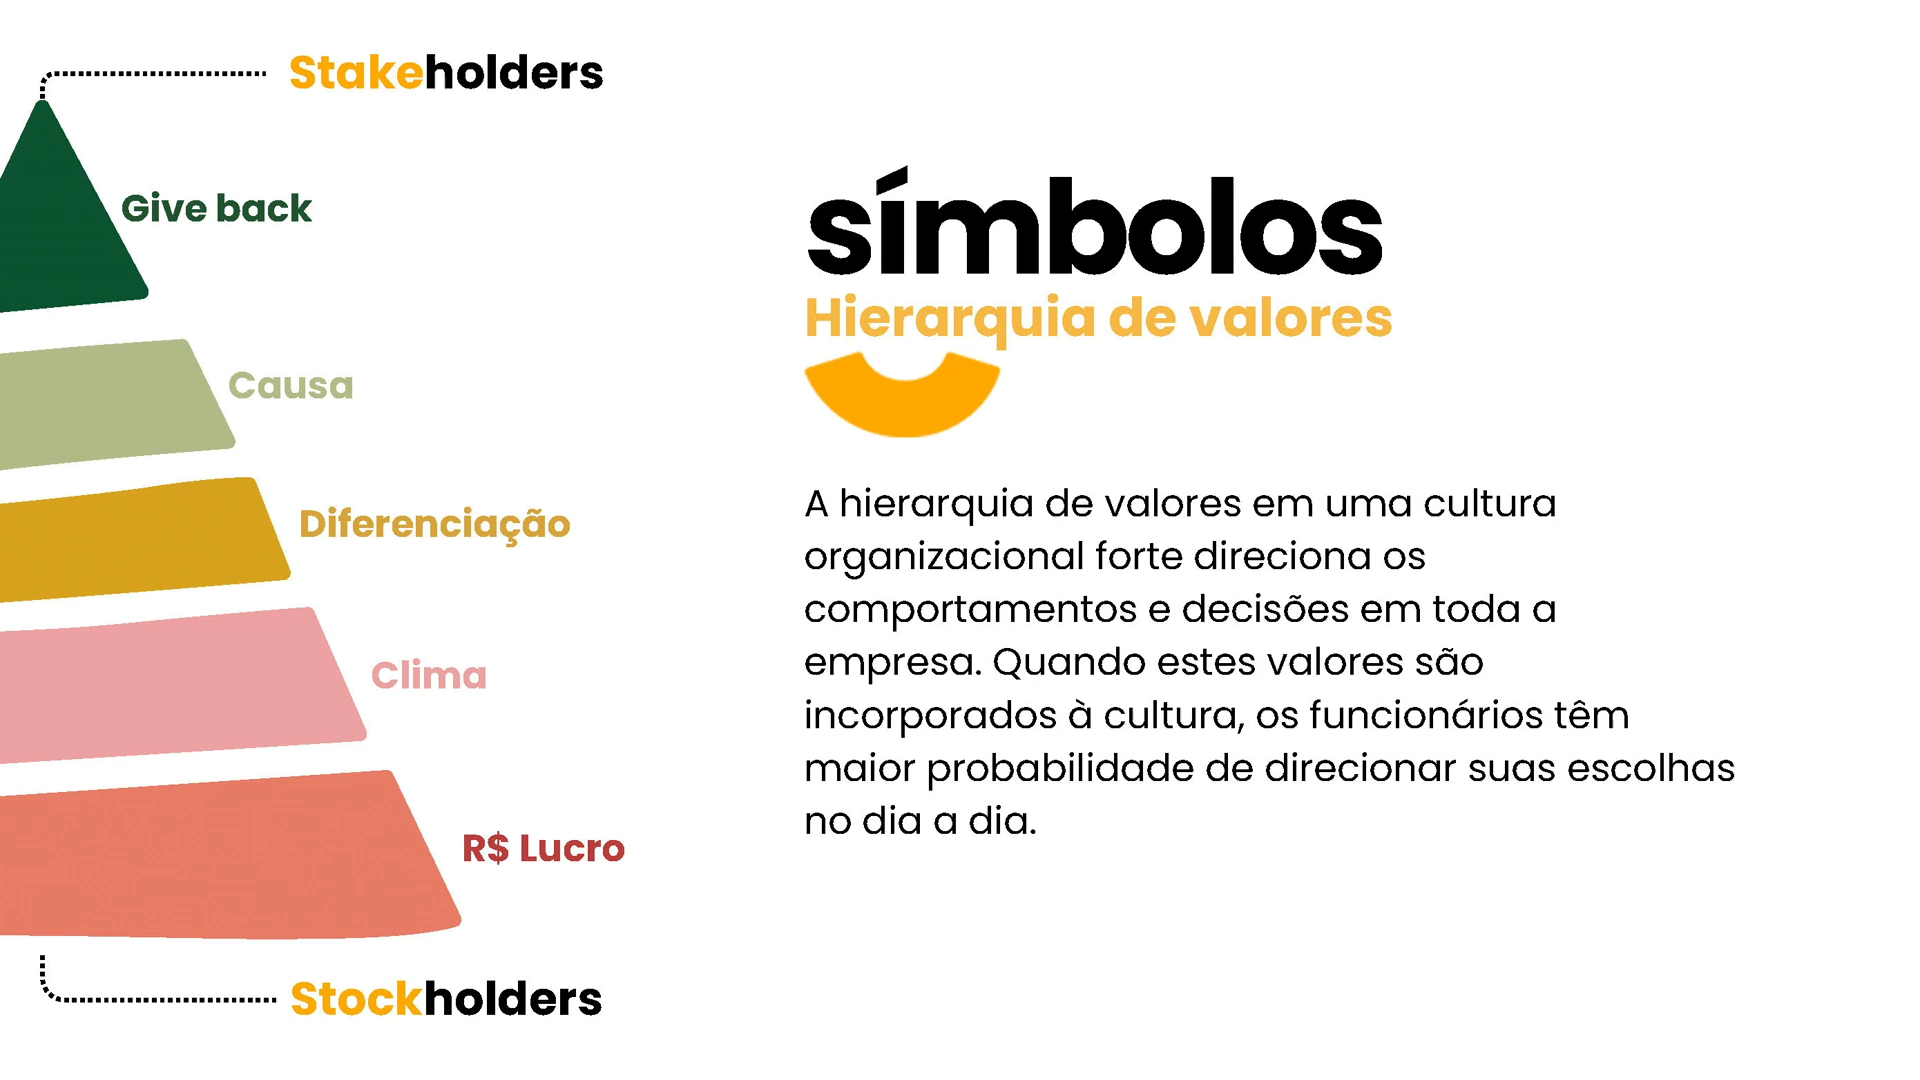 Stakeholders
Give back
Causa
Diferenciação
Clima
R$ Lucro
Stockholders
símbolos
Hierarquia de valores
A hierarquia de valores em uma cultura
organizacional forte direciona os
comportamentos e decisões em toda a
empresa. Quando estes valores são
incorporados à cultura, os funcionários têm
maior probabilidade de direcionar suas escolhas
no dia a dia.